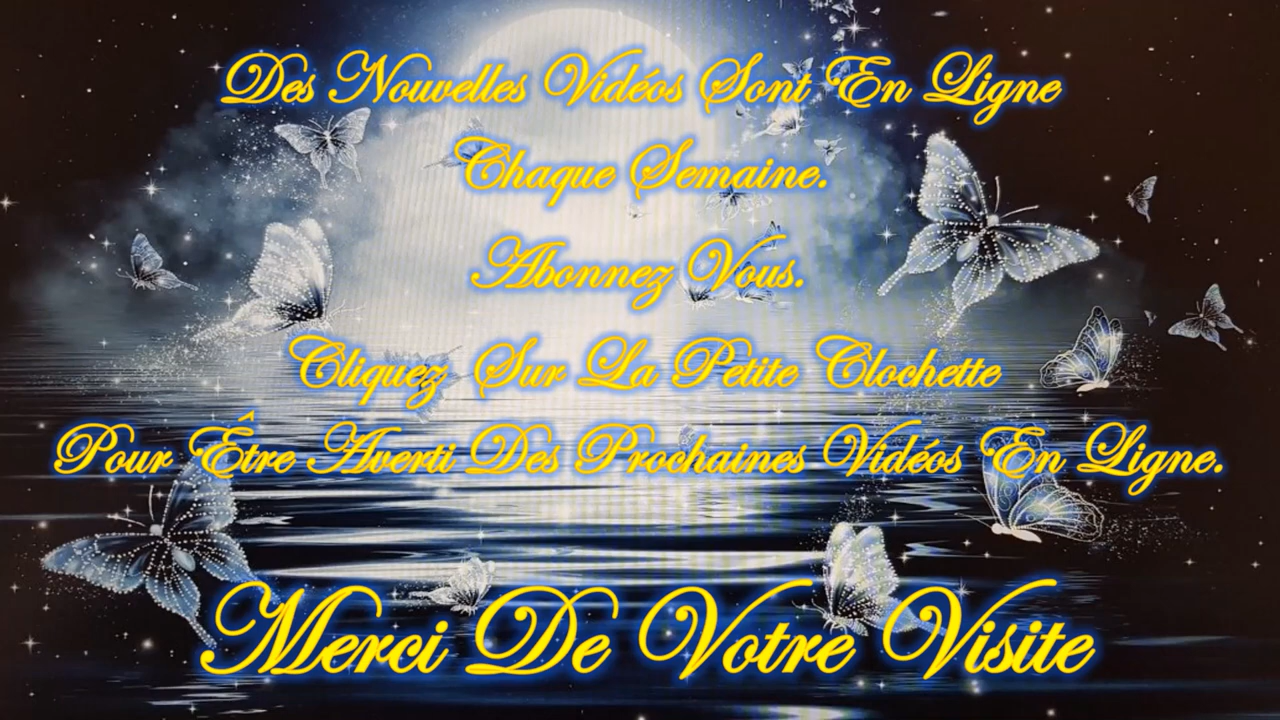 Des Nouvelles Vidéos Sont En Ligne
Chaque Semaine.
Abonnez Vous.
Cliquez Sur La Petite Clochette
Pour Être Averti Des Prochaines Vidéos En Ligne.
Merci De Votre Visite